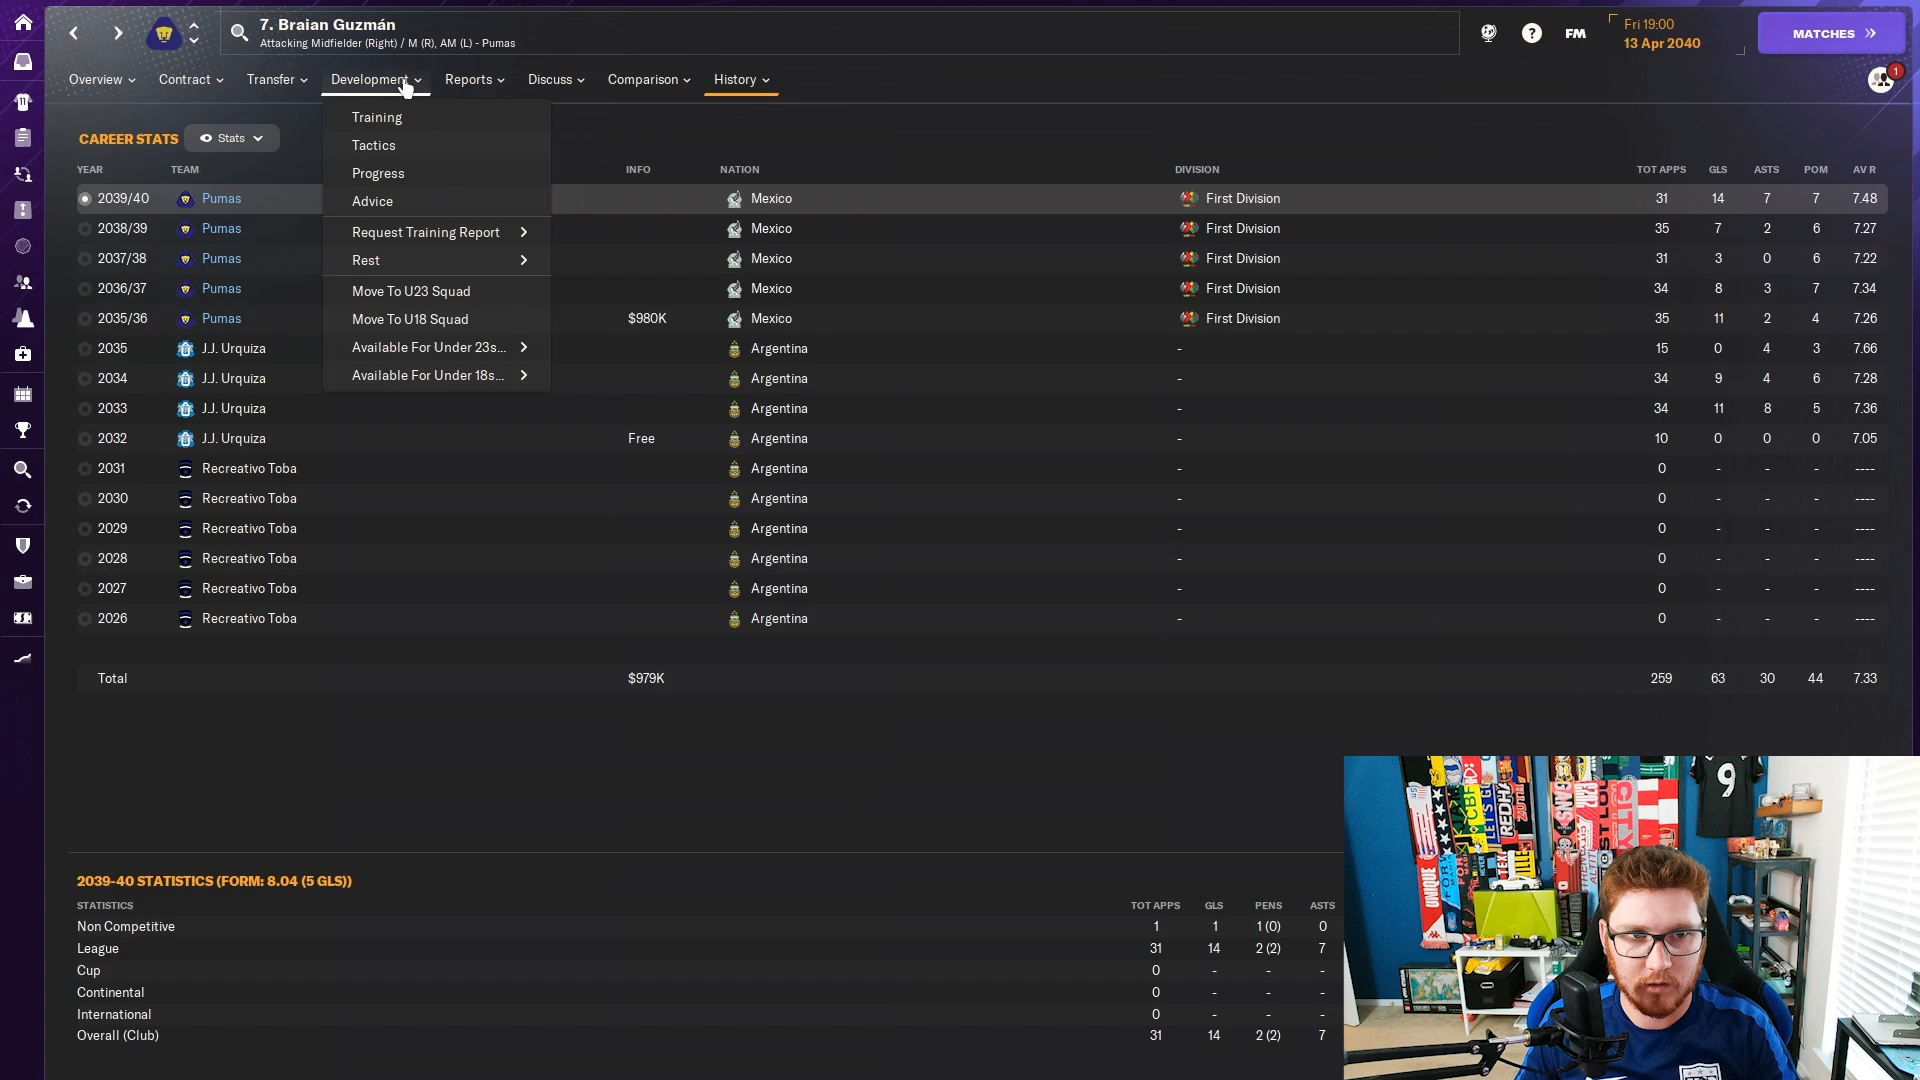 7. Braian Guzmán
Attacking Midfielder (Right) / M (R), AM (L) - Pumas
FM
Fri 19:00
13 Apr 2040
MATCHES
1
Overview
Contract
Transfer
Development
Reports
Discuss
Comparison
History
Training
Tactics
Progress
Advice
Request Training Report
Rest
Move To U23 Squad
Move To U18 Squad
Available For Under 23s...
Available For Under 18s...
CAREER STATS Stats
YEAR TEAM INFO NATION DIVISION TOT APPS GLS ASTS POM AV R
2039/40 Pumas Mexico First Division 31 14 7 7 7.48
2038/39 Pumas Mexico First Division 35 7 2 6 7.27
2037/38 Pumas Mexico First Division 31 3 0 6 7.22
2036/37 Pumas Mexico First Division 34 8 3 7 7.34
2035/36 Pumas $980K Mexico First Division 35 11 2 4 7.26
2035 J.J. Urquiza Argentina - 15 0 4 3 7.66
2034 J.J. Urquiza Argentina - 34 9 4 6 7.28
2033 J.J. Urquiza Argentina - 34 11 8 5 7.36
2032 J.J. Urquiza Free Argentina - 10 0 0 0 7.05
2031 Recreativo Toba Argentina - 0 - - - ----
2030 Recreativo Toba Argentina - 0 - - - ----
2029 Recreativo Toba Argentina - 0 - - - ----
2028 Recreativo Toba Argentina - 0 - - - ----
2027 Recreativo Toba Argentina - 0 - - - ----
2026 Recreativo Toba Argentina - 0 - - - ----
Total $979K 259 63 30 44 7.33
2039-40 STATISTICS (FORM: 8.04 (5 GLS))
STATISTICS TOT APPS GLS PENS ASTS
Non Competitive 1 1 1 (0) 0
League 31 14 2 (2) 7
Cup 0 - - -
Continental 0 - - -
International 0 - - -
Overall (Club) 31 14 2 (2) 7
9
CBF
LET'S G
REDHA
CITY
ST LOU
UNIQUE
TEX